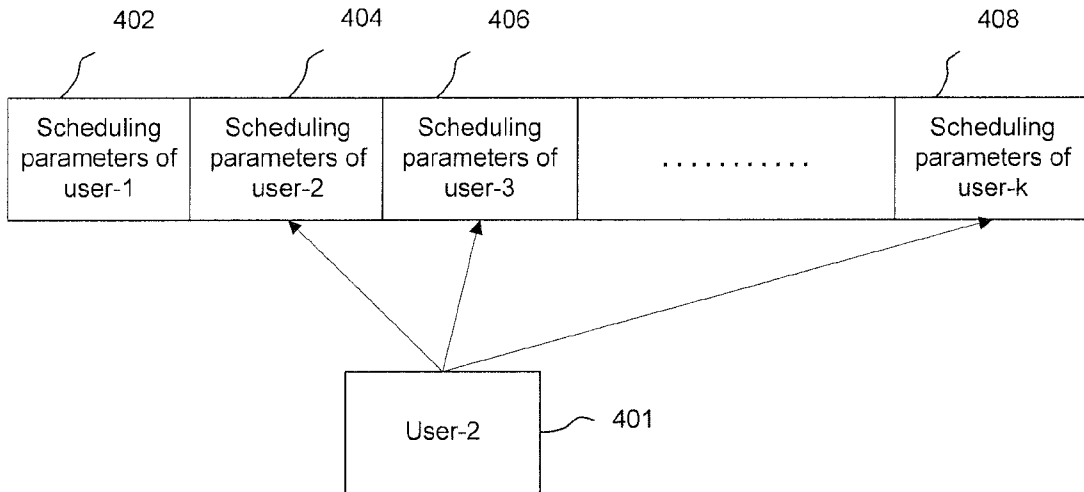 402
404
406
408
Scheduling
parameters of
user-1
Scheduling
parameters of
user-2
Scheduling
parameters of
user-3
...........
Scheduling
parameters of
user-k
User-2
401